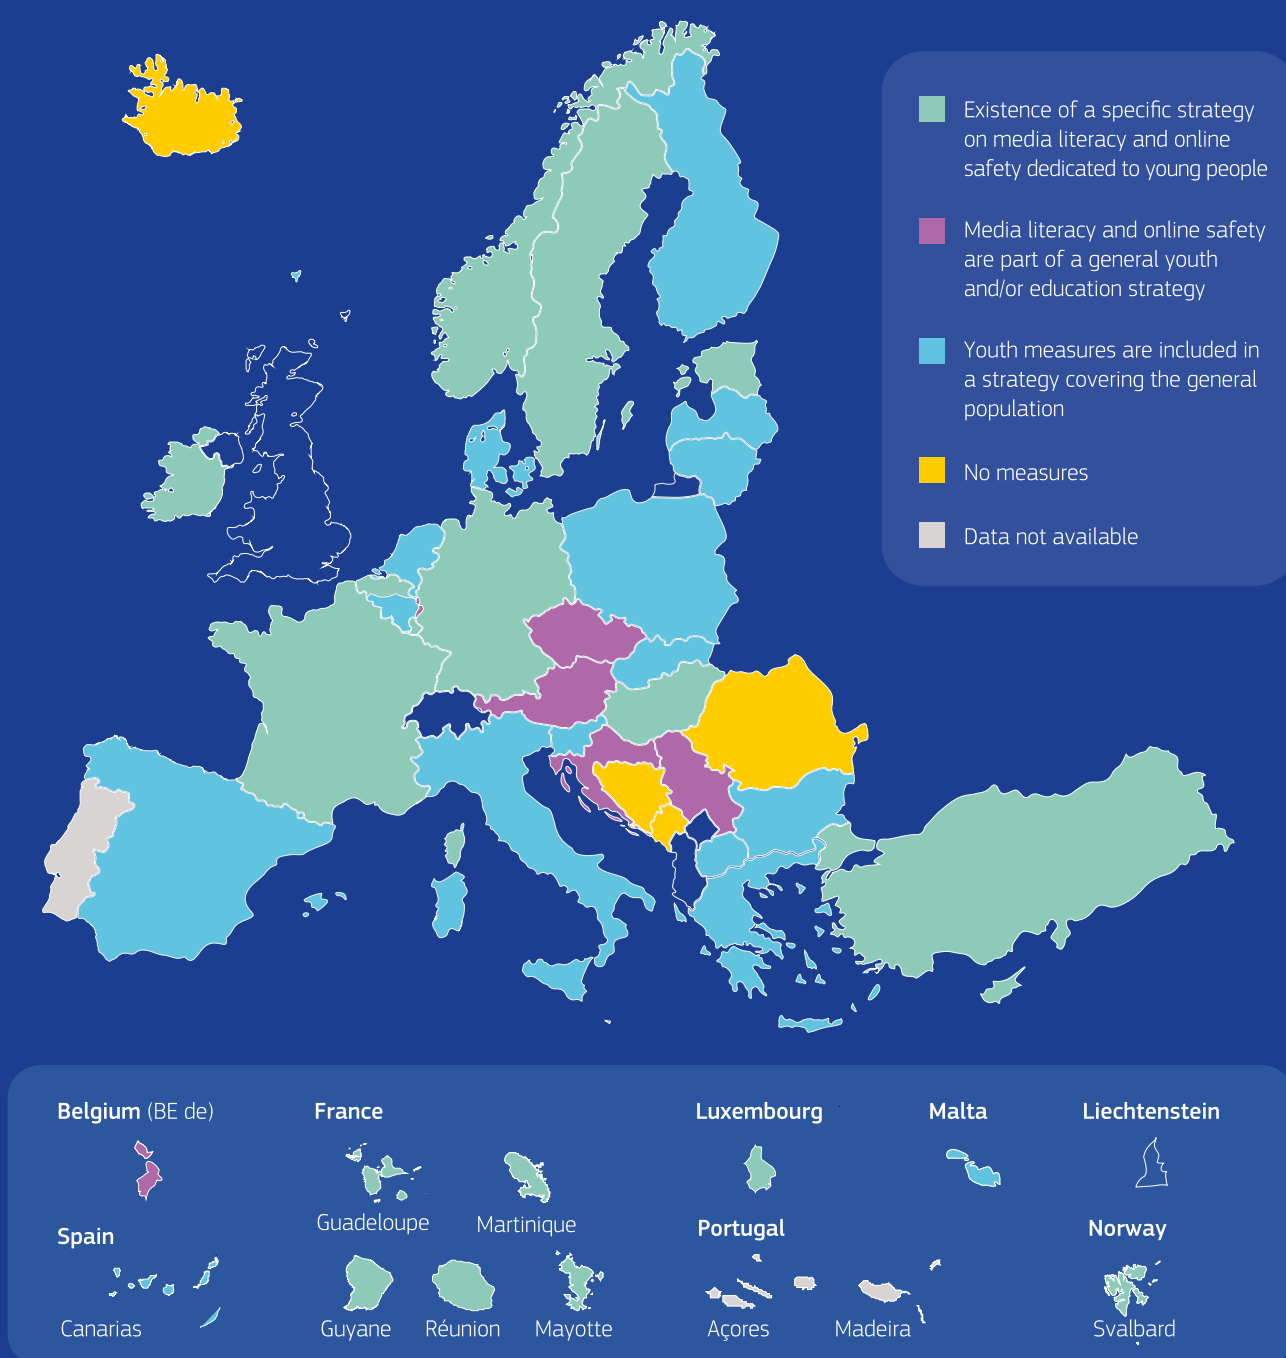 Existence of a specific strategy
on media literacy and online
safety dedicated to young people
Media literacy and online safety
are part of a general youth
and/or education strategy
Youth measures are included in
a strategy covering the general
population
No measures
Data not available
Belgium (BE de)
France
Luxembourg
Malta
Liechtenstein
Guadeloupe
Martinique
Spain
Portugal
Norway
Canarias
Guyane
Réunion
Mayotte
Açores
Madeira
Svalbard